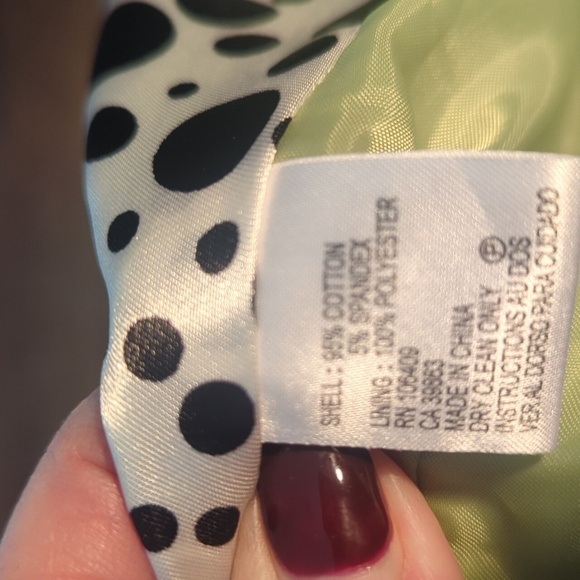 SHELL : 95% COTTON
5% SPANDEX
LINING : 100% POLYESTER
RN 106409
CA 39663
MADE IN CHINA
DRY CLEAN ONLY Ⓟ
INSTRUCTIONS AU DOS
VER AL DORSO PARA CUIDADO